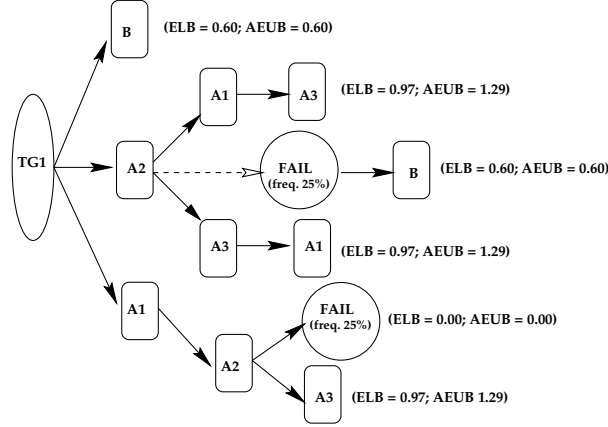 B (ELB = 0.60; AEUB = 0.60)
A1 A3 (ELB = 0.97; AEUB = 1.29)
TG1
A2
FAIL
(freq. 25%)
B (ELB = 0.60; AEUB = 0.60)
A3 A1 (ELB = 0.97; AEUB = 1.29)
A1
FAIL
(freq. 25%)
(ELB = 0.00; AEUB = 0.00)
A2
A3 (ELB = 0.97; AEUB 1.29)